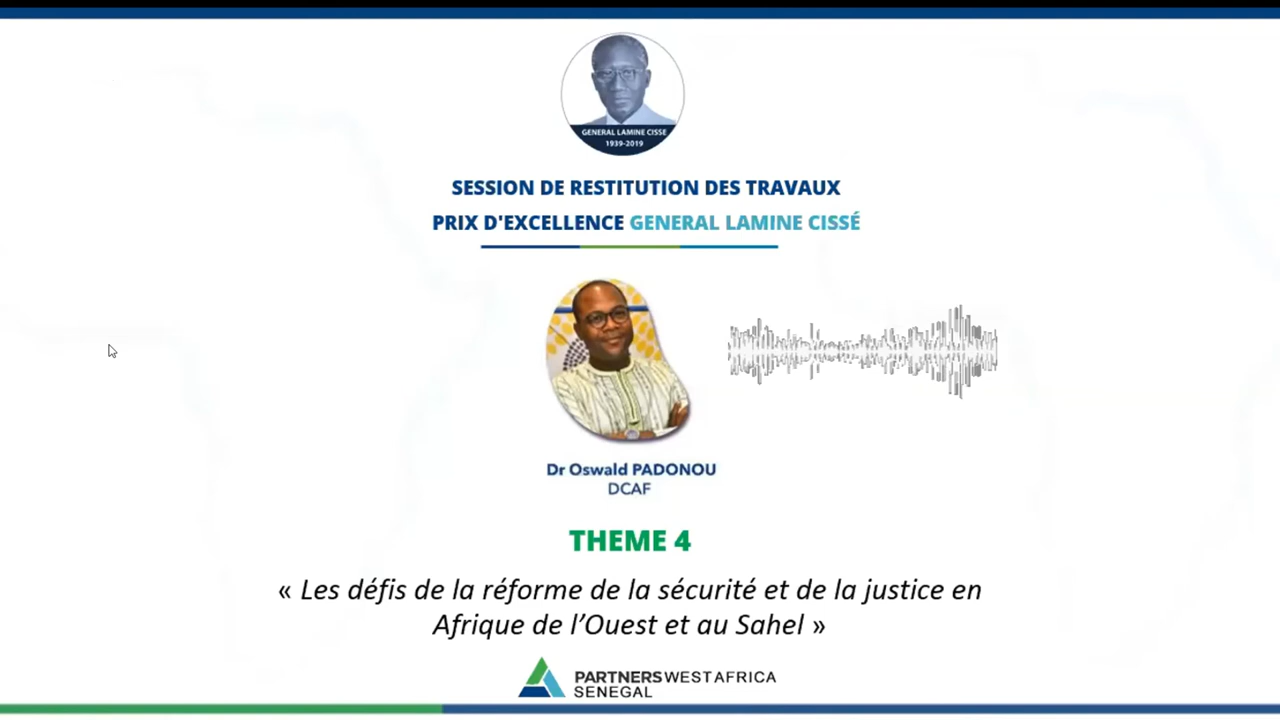 GENERAL LAMINE CISSE
1939-2019
SESSION DE RESTITUTION DES TRAVAUX
PRIX D'EXCELLENCE GENERAL LAMINE CISSÉ
Dr Oswald PADONOU
DCAF
THEME 4
« Les défis de la réforme de la sécurité et de la justice en
Afrique de l’Ouest et au Sahel »
PARTNERS WEST AFRICA
SENEGAL